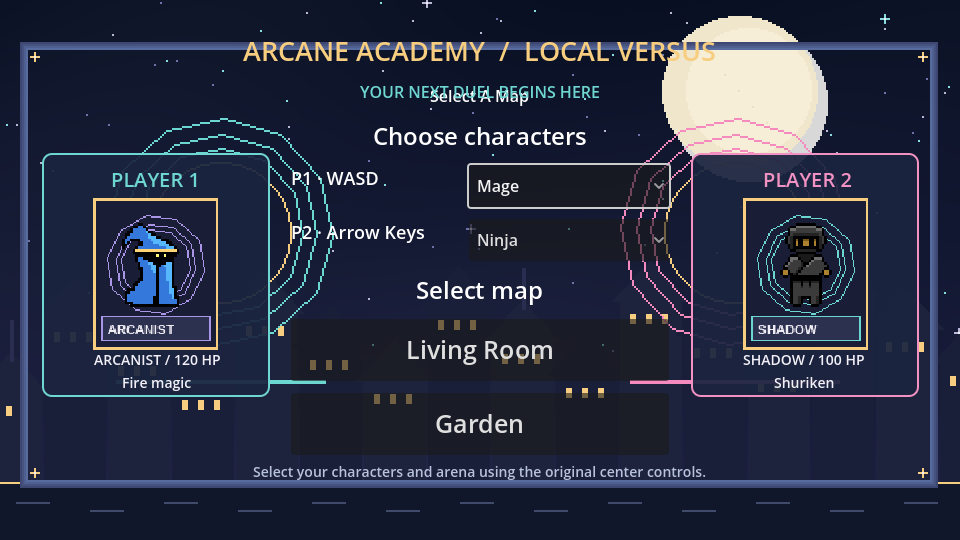 ARCANE ACADEMY / LOCAL VERSUS
YOUR NEXT DUEL BEGINS HERE
Select A Map
Choose characters
PLAYER 1
P1 · WASD
Mage
PLAYER 2
P2 · Arrow Keys
Ninja
Select map
ARCANIST
SHADOW
Living Room
ARCANIST / 120 HP
SHADOW / 100 HP
Fire magic
Shuriken
Garden
Select your characters and arena using the original center controls.